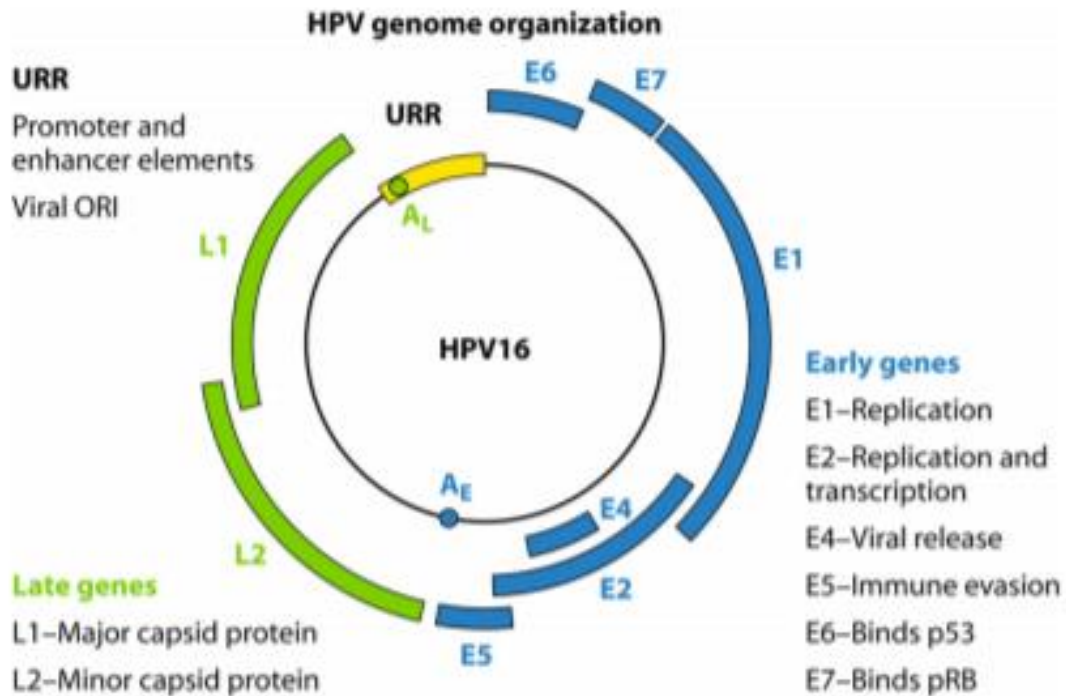 HPV genome organization
URR
Promoter and
enhancer elements
Viral ORI
URR
E6
E7
A_L
L1
E1
HPV16
A_E
E4
L2
E2
E5
Late genes
L1–Major capsid protein
L2–Minor capsid protein
Early genes
E1–Replication
E2–Replication and
transcription
E4–Viral release
E5–Immune evasion
E6–Binds p53
E7–Binds pRB